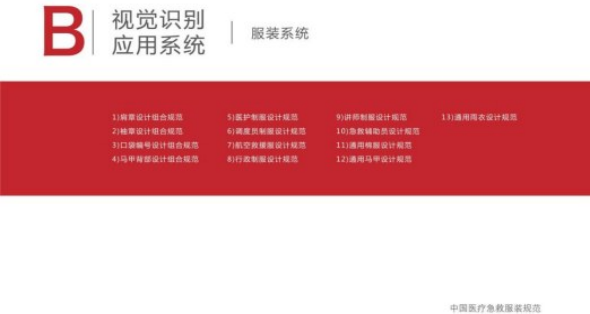 B
视觉识别
应用系统
服装系统
1)肩章设计组合规范
2)袖章设计组合规范
3)口袋编号设计组合规范
4)马甲背部设计组合规范
5)医护制服设计规范
6)调度员制服设计规范
7)航空救援服设计规范
8)行政制服设计规范
9)讲师制服设计规范
10)急救辅助员设计规范
11)通用棉服设计规范
12)通用马甲设计规范
13)通用雨衣设计规范
中国医疗急救服装规范